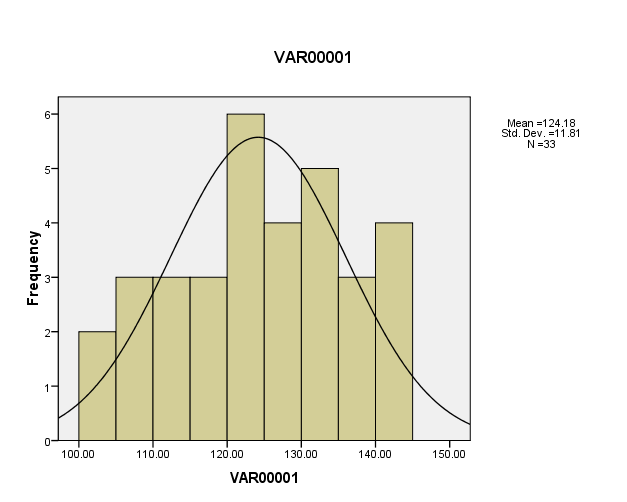 VAR00001
Mean =124.18
Std. Dev. =11.81
N =33
Frequency
6
5
4
3
2
1
0
100.00 110.00 120.00 130.00 140.00 150.00
VAR00001